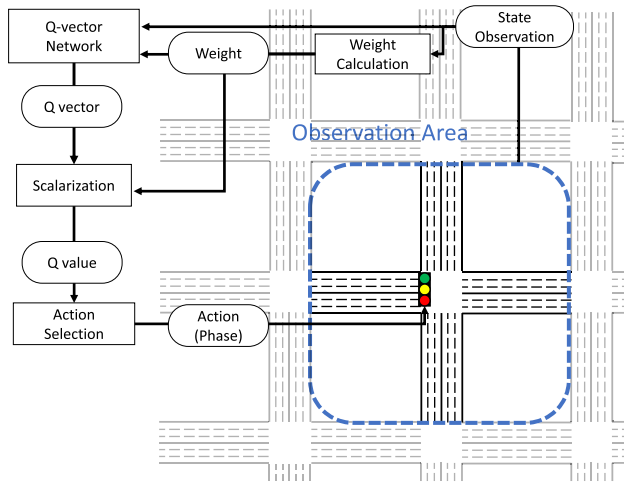 Q-vector
Network
Weight
Weight
Calculation
State
Observation
Q vector
Observation Area
Scalarization
Q value
Action
Selection
Action
(Phase)